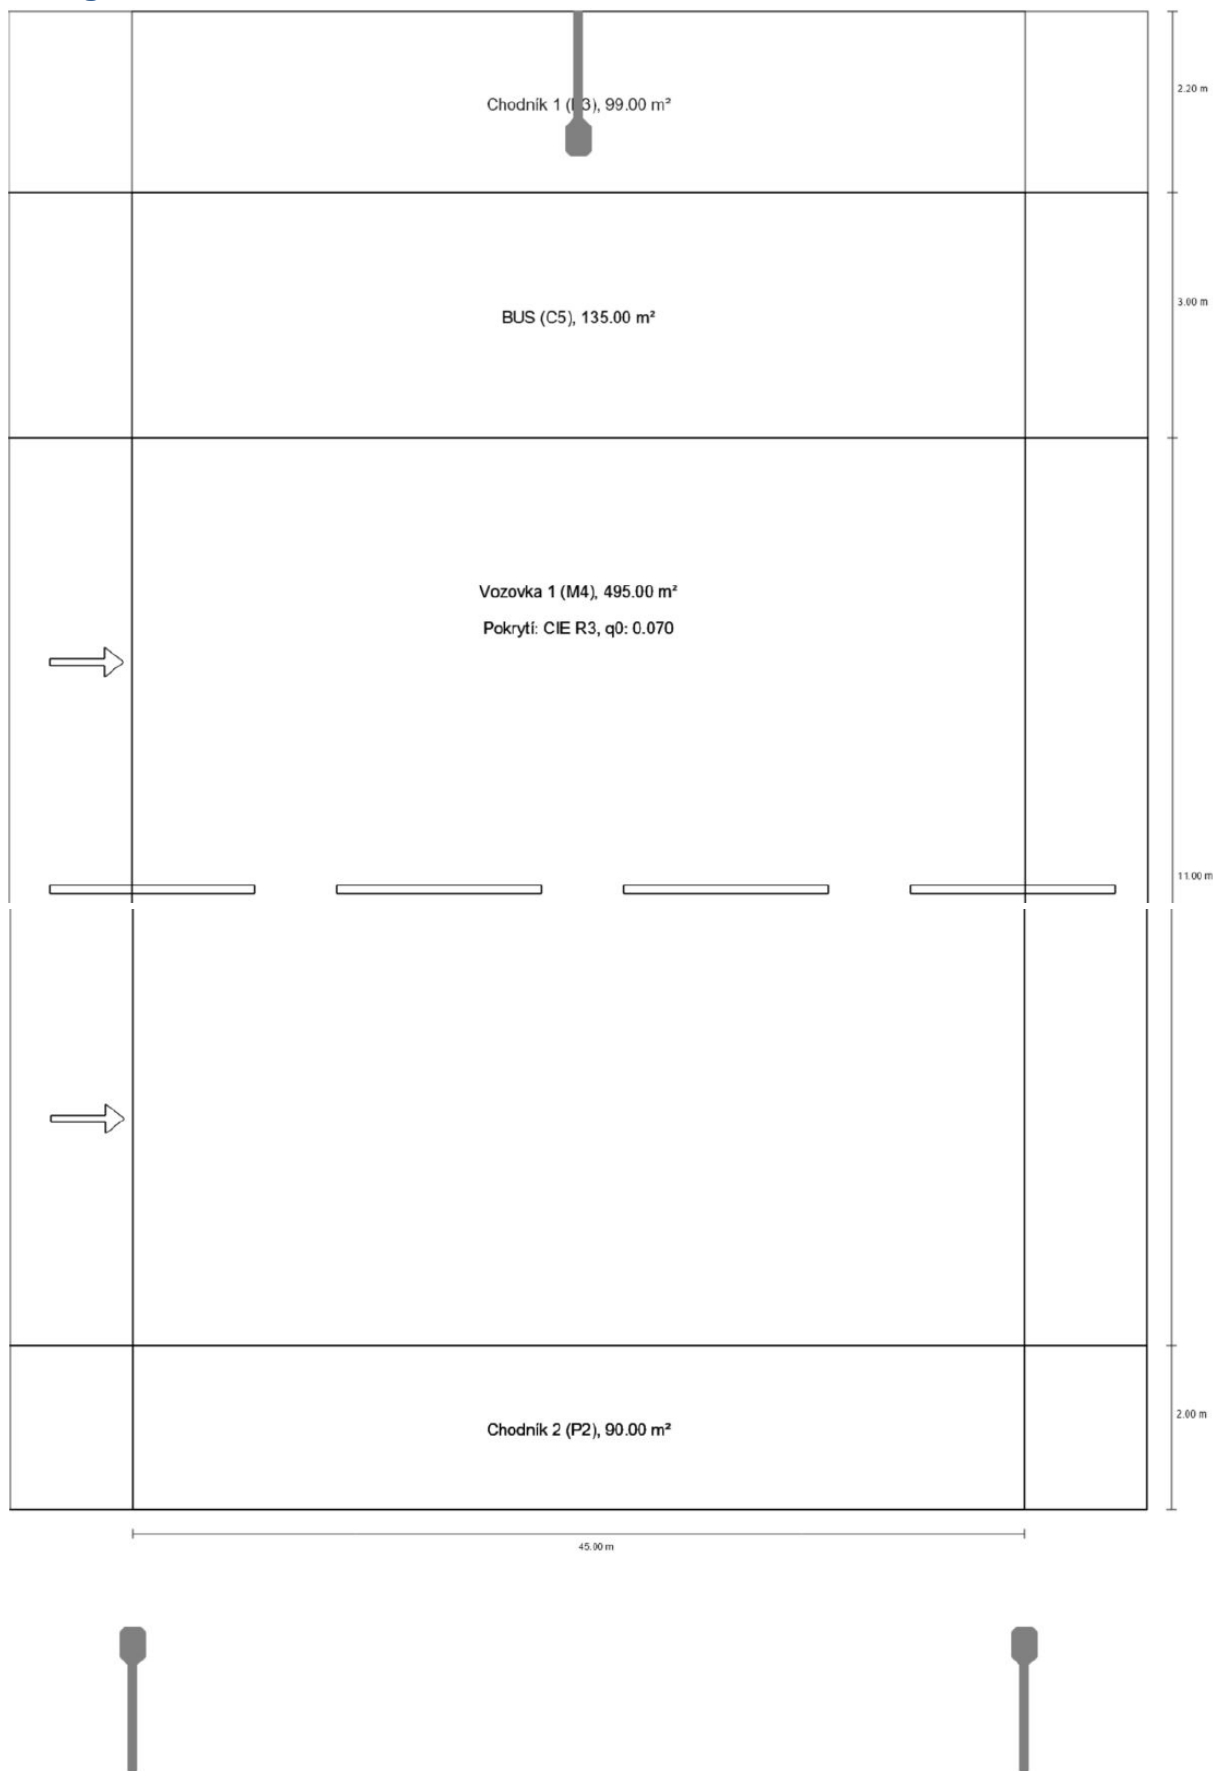 2.20 m
Chodník 1 (P3), 99.00 m²
3.00 m
BUS (C5), 135.00 m²
Vozovka 1 (M4), 495.00 m²
Pokrytí: CIE R3, q0: 0.070
11.00 m
2.00 m
Chodník 2 (P2), 90.00 m²
45.00 m